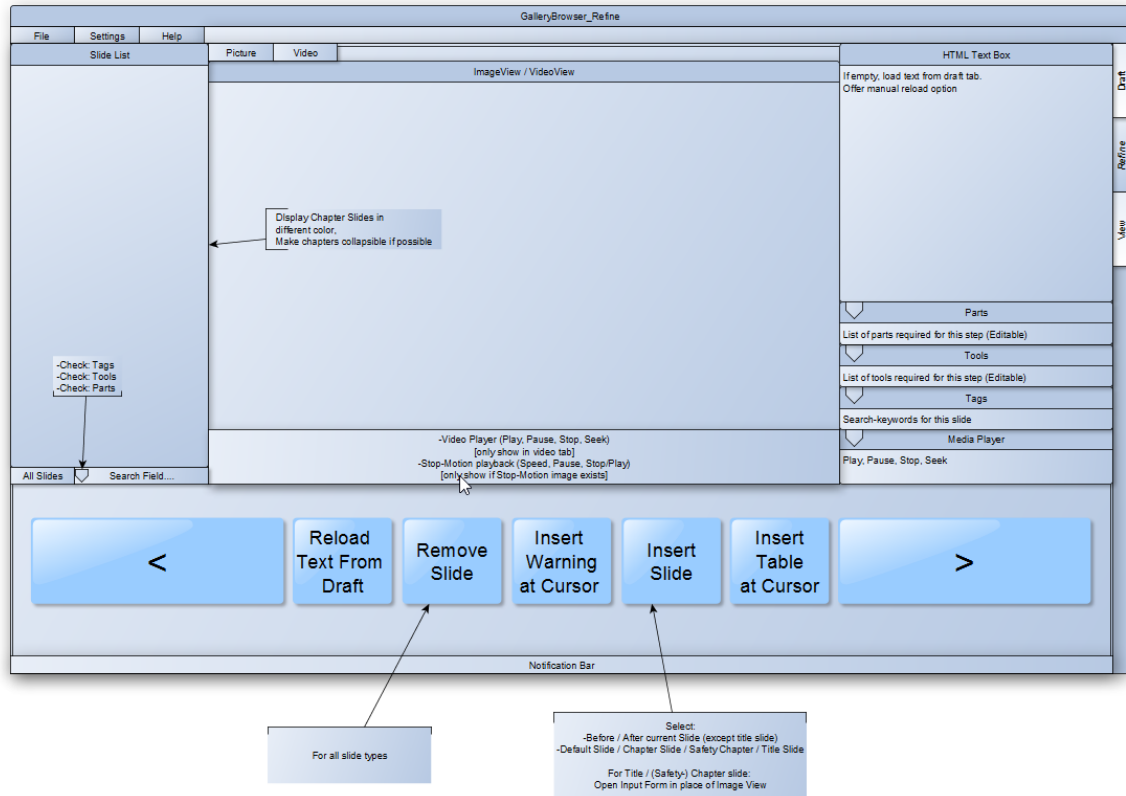 GalleryBrowser_Refine
File
Settings
Help
Slide List
Picture
Video
ImageView / VideoView
HTML Text Box
If empty, load text from draft tab.
Offer manual reload option
Draft
Refine
View
DIsplay Chapter Slides in
different color,
Make chapters collapsible if possible
-Check: Tags
-Check: Tools
-Check: Parts
Parts
List of parts required for this step (Editable)
Tools
List of tools required for this step (Editable)
Tags
Search-keywords for this slide
Media Player
Play, Pause, Stop, Seek
-Video Player (Play, Pause, Stop, Seek)
[only show in video tab]
-Stop-Motion playback (Speed, Pause, Stop/Play)
[only show if Stop-Motion image exists]
All Slides
Search Field....
<
Reload
Text From
Draft
Remove
Slide
Insert
Warning
at Cursor
Insert
Slide
Insert
Table
at Cursor
>
Notification Bar
For all slide types
Select:
-Before / After current Slide (except title slide)
-Default Slide / Chapter Slide / Safety Chapter / Title Slide
For Title / (Safety-) Chapter slide:
Open Input Form in place of Image View